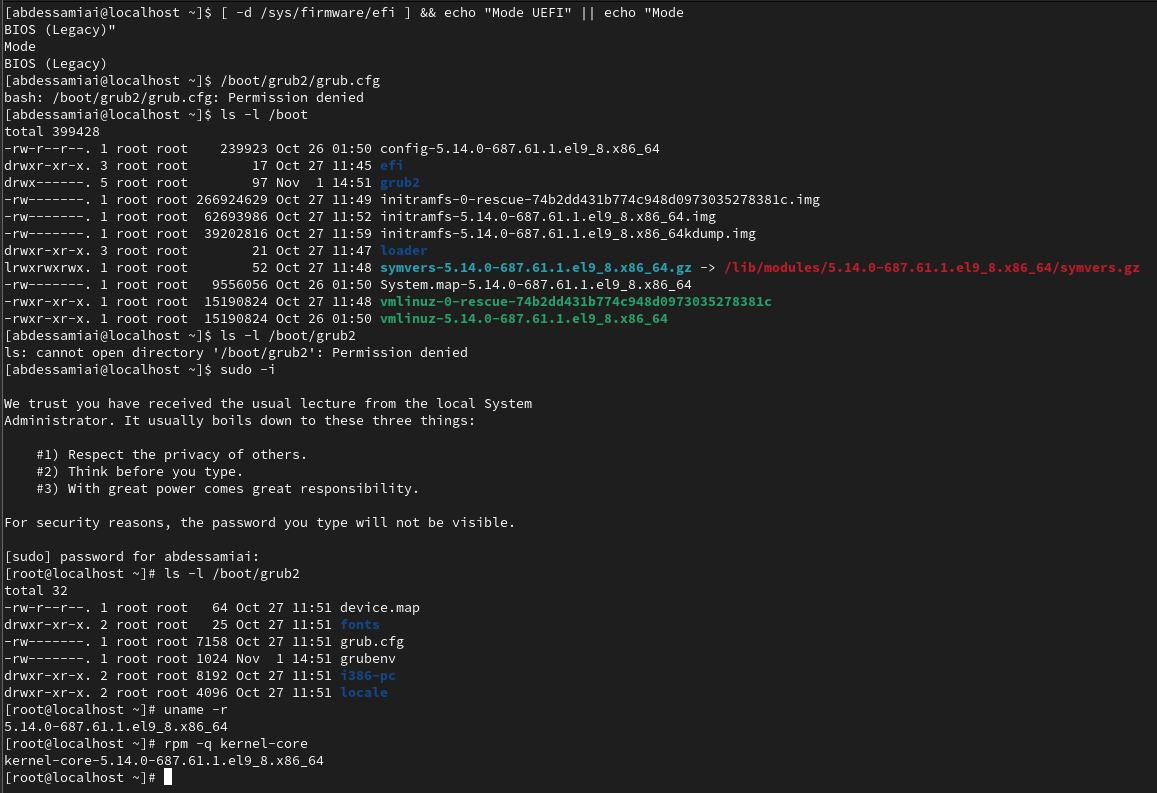 [abdessamiai@localhost ~]$ [ -d /sys/firmware/efi ] && echo "Mode UEFI" || echo "Mode
BIOS (Legacy)"
Mode
BIOS (Legacy)
[abdessamiai@localhost ~]$ /boot/grub2/grub.cfg
bash: /boot/grub2/grub.cfg: Permission denied
[abdessamiai@localhost ~]$ ls -l /boot
total 399428
-rw-r--r--. 1 root root    239923 Oct 26 01:50 config-5.14.0-687.61.1.el9_8.x86_64
drwxr-xr-x. 3 root root        17 Oct 27 11:45 efi
drwx------. 5 root root        97 Nov  1 14:51 grub2
-rw-------. 1 root root 266924629 Oct 27 11:49 initramfs-0-rescue-74b2dd431b774c948d0973035278381c.img
-rw-------. 1 root root  62693986 Oct 27 11:52 initramfs-5.14.0-687.61.1.el9_8.x86_64.img
-rw-------. 1 root root  39202816 Oct 27 11:59 initramfs-5.14.0-687.61.1.el9_8.x86_64kdump.img
drwxr-xr-x. 3 root root        21 Oct 27 11:47 loader
lrwxrwxrwx. 1 root root        52 Oct 27 11:48 symvers-5.14.0-687.61.1.el9_8.x86_64.gz -> /lib/modules/5.14.0-687.61.1.el9_8.x86_64/symvers.gz
-rw-------. 1 root root   9556056 Oct 26 01:50 System.map-5.14.0-687.61.1.el9_8.x86_64
-rwxr-xr-x. 1 root root  15190824 Oct 27 11:48 vmlinuz-0-rescue-74b2dd431b774c948d0973035278381c
-rwxr-xr-x. 1 root root  15190824 Oct 26 01:50 vmlinuz-5.14.0-687.61.1.el9_8.x86_64
[abdessamiai@localhost ~]$ ls -l /boot/grub2
ls: cannot open directory '/boot/grub2': Permission denied
[abdessamiai@localhost ~]$ sudo -i

We trust you have received the usual lecture from the local System
Administrator. It usually boils down to these three things:

    #1) Respect the privacy of others.
    #2) Think before you type.
    #3) With great power comes great responsibility.

For security reasons, the password you type will not be visible.

[sudo] password for abdessamiai:
[root@localhost ~]# ls -l /boot/grub2
total 32
-rw-r--r--. 1 root root   64 Oct 27 11:51 device.map
drwxr-xr-x. 2 root root   25 Oct 27 11:51 fonts
-rw-------. 1 root root 7158 Oct 27 11:51 grub.cfg
-rw-------. 1 root root 1024 Nov  1 14:51 grubenv
drwxr-xr-x. 2 root root 8192 Oct 27 11:51 i386-pc
drwxr-xr-x. 2 root root 4096 Oct 27 11:51 locale
[root@localhost ~]# uname -r
5.14.0-687.61.1.el9_8.x86_64
[root@localhost ~]# rpm -q kernel-core
kernel-core-5.14.0-687.61.1.el9_8.x86_64
[root@localhost ~]#